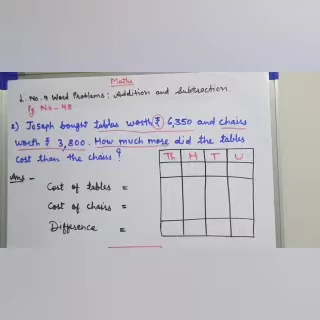 Maths
L. No. 4 Word Problems: Addition and Subtraction.
Pg. No - 48
2) Joseph bought tables worth ₹ 6,350 and chairs
worth ₹ 3,800. How much more did the tables
cost than the chairs?
Th H T U
Ans -
Cost of tables =
Cost of chairs =
Difference =